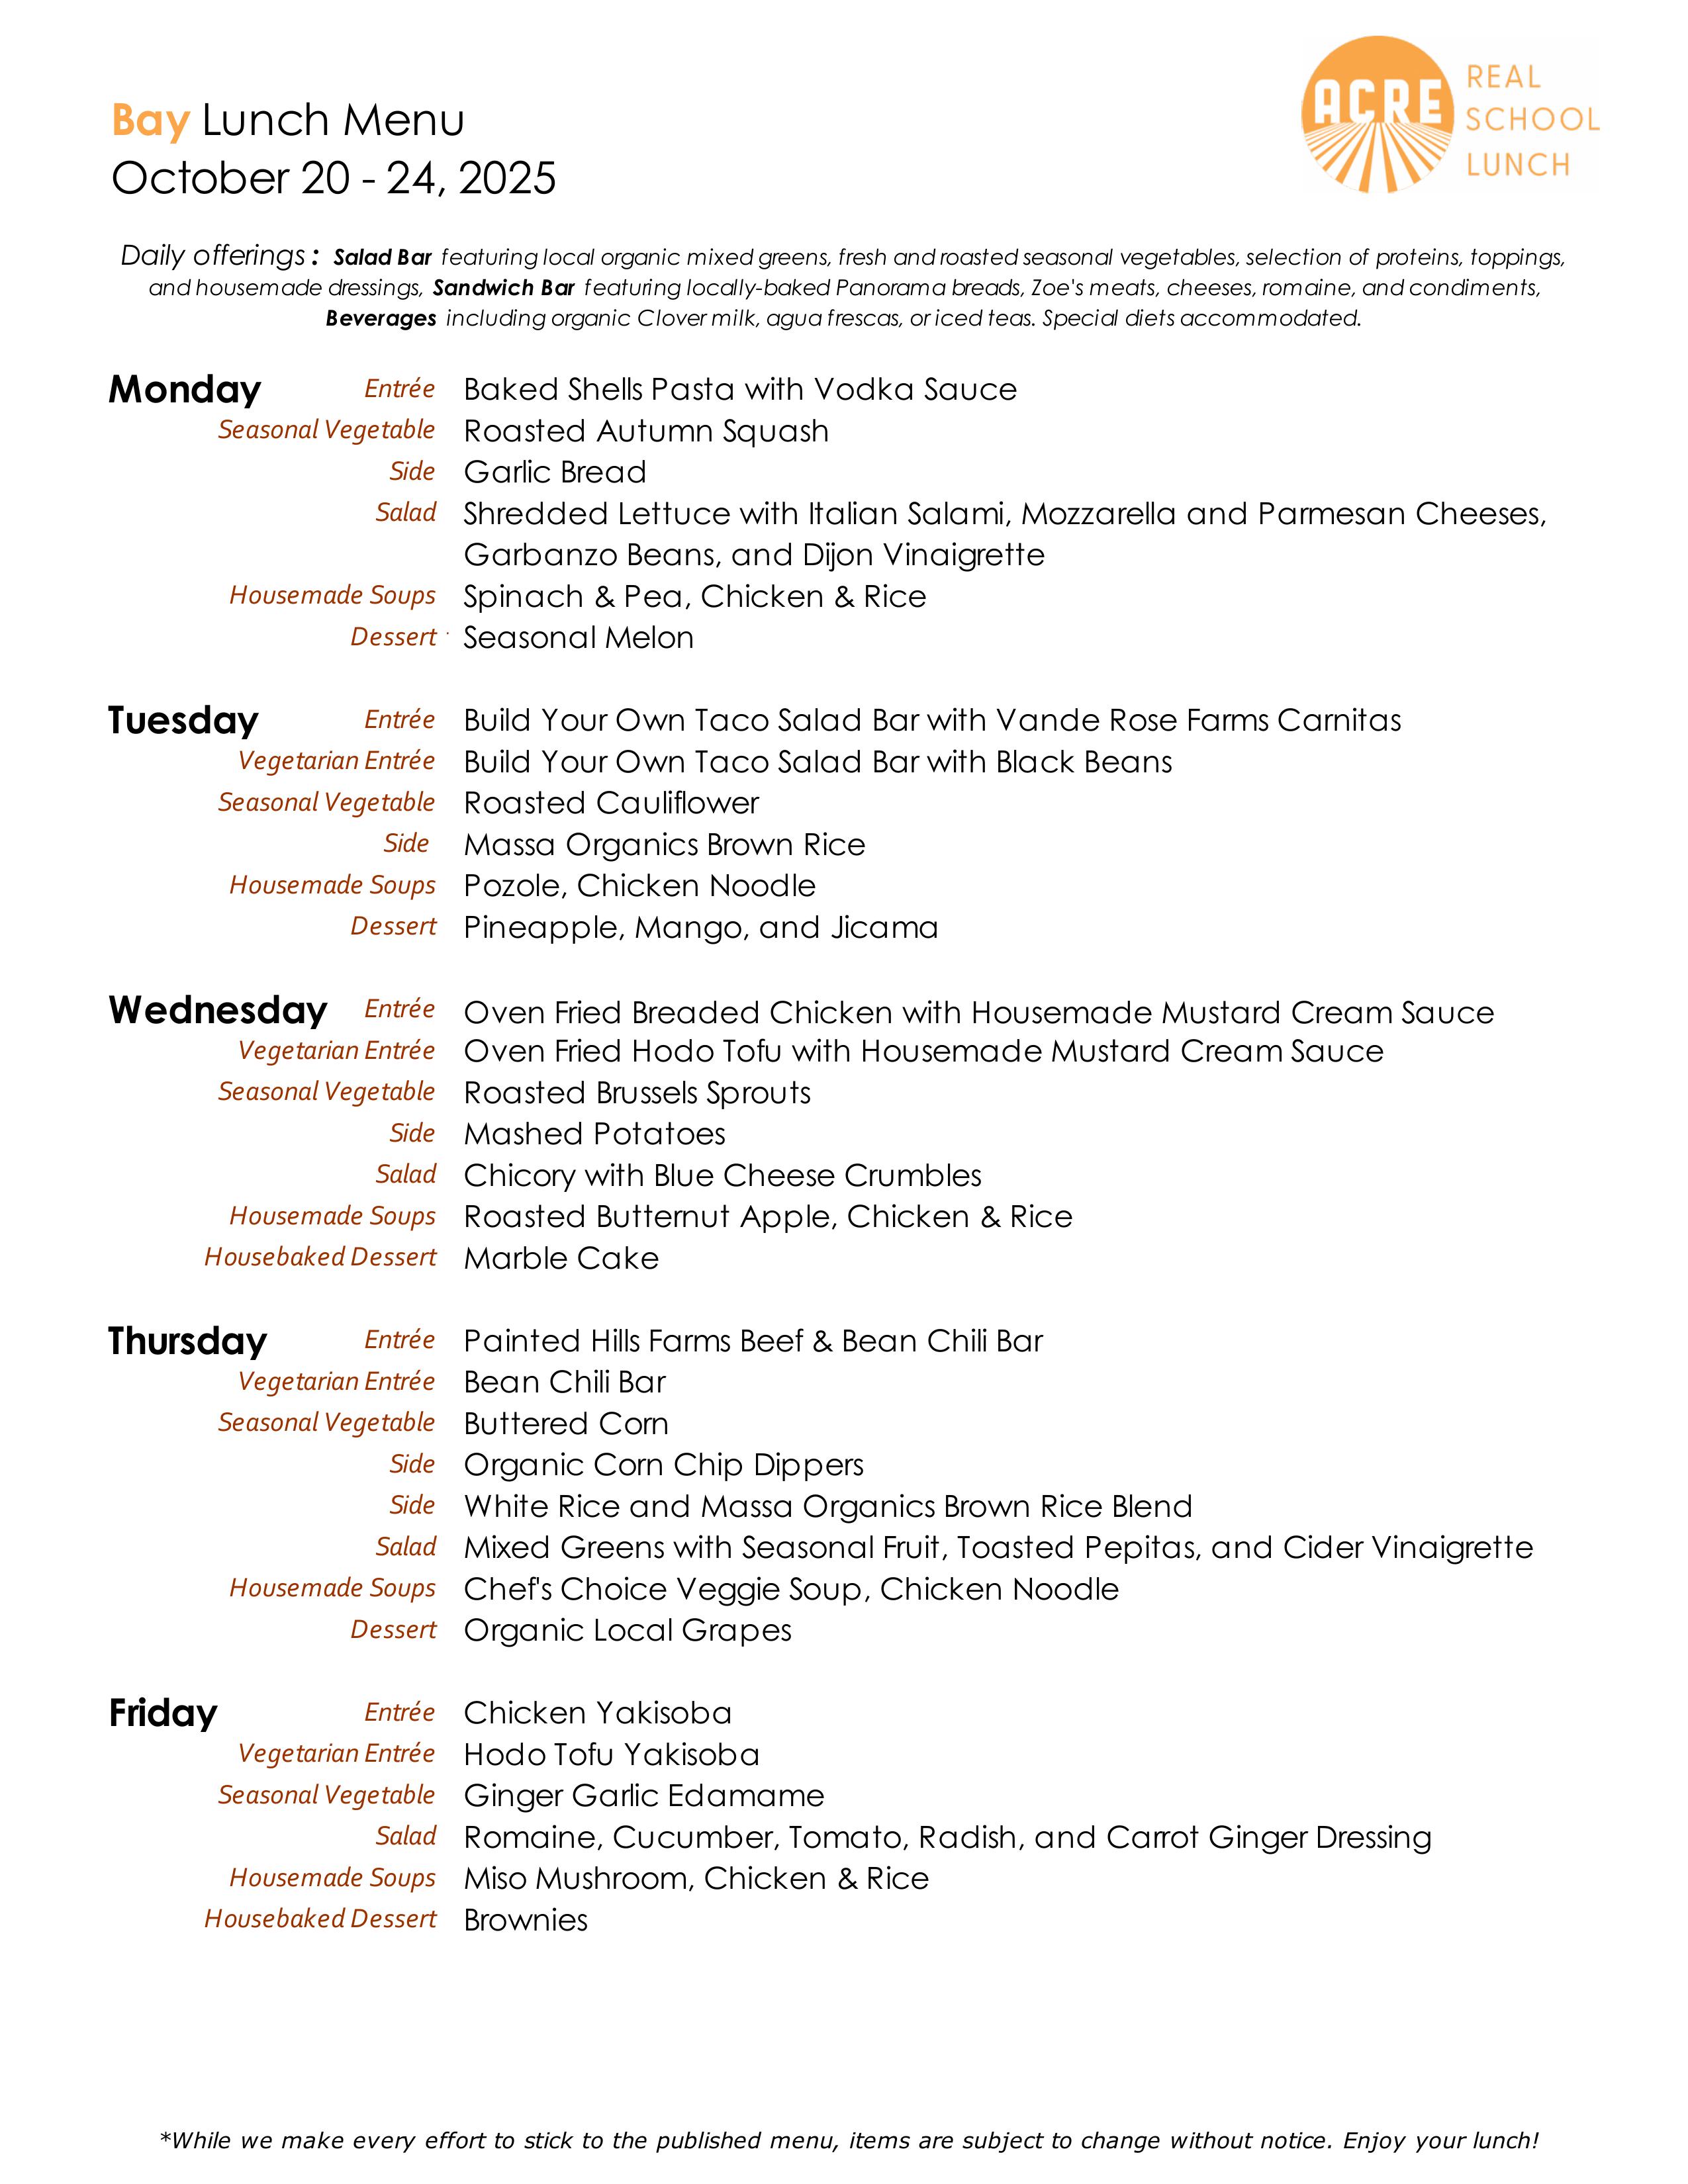 ACRE
REAL
SCHOOL
LUNCH
Bay Lunch Menu
October 20 - 24, 2025
Daily offerings : Salad Bar featuring local organic mixed greens, fresh and roasted seasonal vegetables, selection of proteins, toppings,
and housemade dressings, Sandwich Bar featuring locally-baked Panorama breads, Zoe's meats, cheeses, romaine, and condiments,
Beverages including organic Clover milk, agua frescas, or iced teas. Special diets accommodated.
Monday Entrée Baked Shells Pasta with Vodka Sauce
Seasonal Vegetable Roasted Autumn Squash
Side Garlic Bread
Salad Shredded Lettuce with Italian Salami, Mozzarella and Parmesan Cheeses,
Garbanzo Beans, and Dijon Vinaigrette
Housemade Soups Spinach & Pea, Chicken & Rice
Dessert Seasonal Melon
Tuesday Entrée Build Your Own Taco Salad Bar with Vande Rose Farms Carnitas
Vegetarian Entrée Build Your Own Taco Salad Bar with Black Beans
Seasonal Vegetable Roasted Cauliflower
Side Massa Organics Brown Rice
Housemade Soups Pozole, Chicken Noodle
Dessert Pineapple, Mango, and Jicama
Wednesday Entrée Oven Fried Breaded Chicken with Housemade Mustard Cream Sauce
Vegetarian Entrée Oven Fried Hodo Tofu with Housemade Mustard Cream Sauce
Seasonal Vegetable Roasted Brussels Sprouts
Side Mashed Potatoes
Salad Chicory with Blue Cheese Crumbles
Housemade Soups Roasted Butternut Apple, Chicken & Rice
Housebaked Dessert Marble Cake
Thursday Entrée Painted Hills Farms Beef & Bean Chili Bar
Vegetarian Entrée Bean Chili Bar
Seasonal Vegetable Buttered Corn
Side Organic Corn Chip Dippers
Side White Rice and Massa Organics Brown Rice Blend
Salad Mixed Greens with Seasonal Fruit, Toasted Pepitas, and Cider Vinaigrette
Housemade Soups Chef's Choice Veggie Soup, Chicken Noodle
Dessert Organic Local Grapes
Friday Entrée Chicken Yakisoba
Vegetarian Entrée Hodo Tofu Yakisoba
Seasonal Vegetable Ginger Garlic Edamame
Salad Romaine, Cucumber, Tomato, Radish, and Carrot Ginger Dressing
Housemade Soups Miso Mushroom, Chicken & Rice
Housebaked Dessert Brownies
*While we make every effort to stick to the published menu, items are subject to change without notice. Enjoy your lunch!